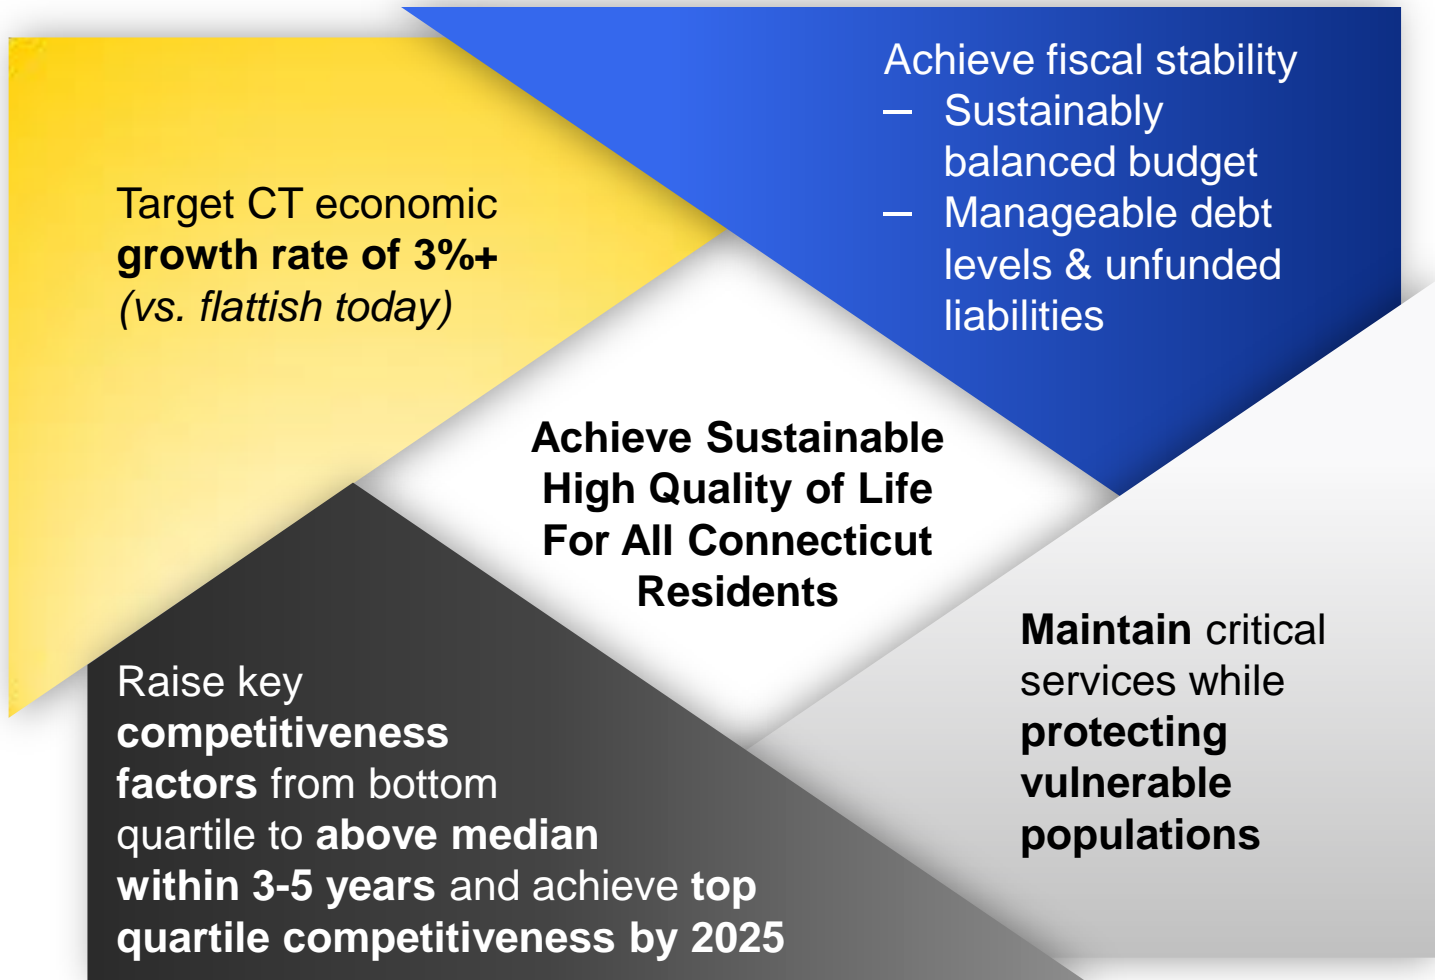 Target CT economic
growth rate of 3%+
(vs. flattish today)
Achieve fiscal stability
– Sustainably
balanced budget
– Manageable debt
levels & unfunded
liabilities
Achieve Sustainable
High Quality of Life
For All Connecticut
Residents
Raise key
competitiveness
factors from bottom
quartile to above median
within 3-5 years and achieve top
quartile competitiveness by 2025
Maintain critical
services while
protecting
vulnerable
populations